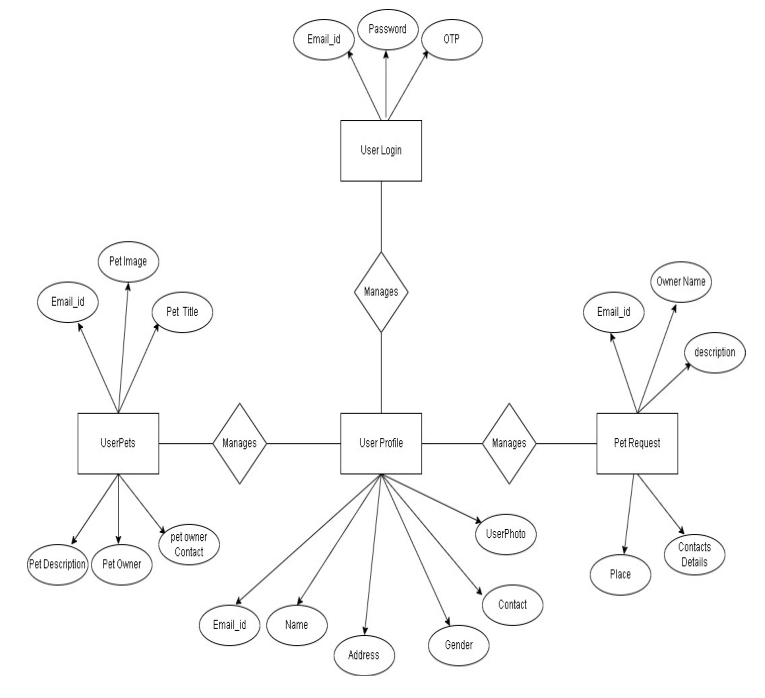 Password
Email_id
OTP
User Login
Pet Image
Email_id
Pet Title
Manages
Owner Name
Email_id
description
UserPets
Manages
User Profile
Manages
Pet Request
Pet Description
Pet Owner
pet owner
Contact
UserPhoto
Contacts
Details
Place
Email_id
Name
Address
Gender
Contact